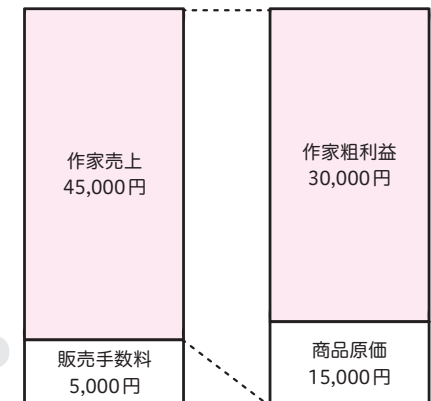 作家売上
45,000円
販売手数料
5,000円
作家粗利益
30,000円
商品原価
15,000円